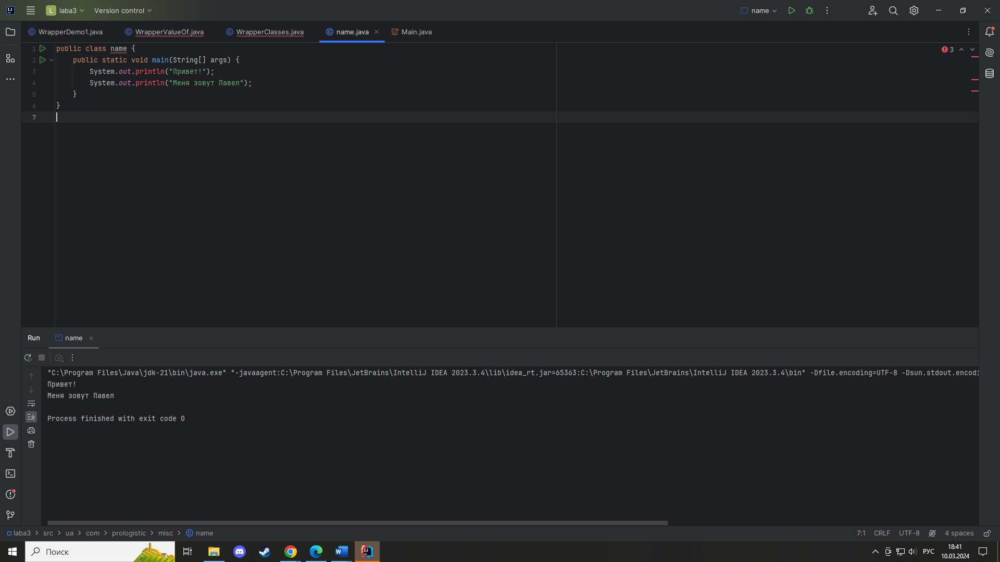 L laba3 Version control name
WrapperDemo1.java WrapperValueOf.java WrapperClasses.java name.java Main.java
1 public class name {
2 public static void main(String[] args) {
3 System.out.println("Привет!");
4 System.out.println("Меня зовут Павел");
5 }
6 }
7
3
Run name
"C:\Program Files\Java\jdk-21\bin\java.exe" "-javaagent:C:\Program Files\JetBrains\IntelliJ IDEA 2023.3.4\lib\idea_rt.jar=65363:C:\Program Files\JetBrains\IntelliJ IDEA 2023.3.4\bin" -Dfile.encoding=UTF-8 -Dsun.stdout.encodi
Привет!
Меня зовут Павел
Process finished with exit code 0
laba3 > src > ua > com > prologistic > misc > name 7:1 CRLF UTF-8 4 spaces
Поиск РУС 18:41
10.03.2024